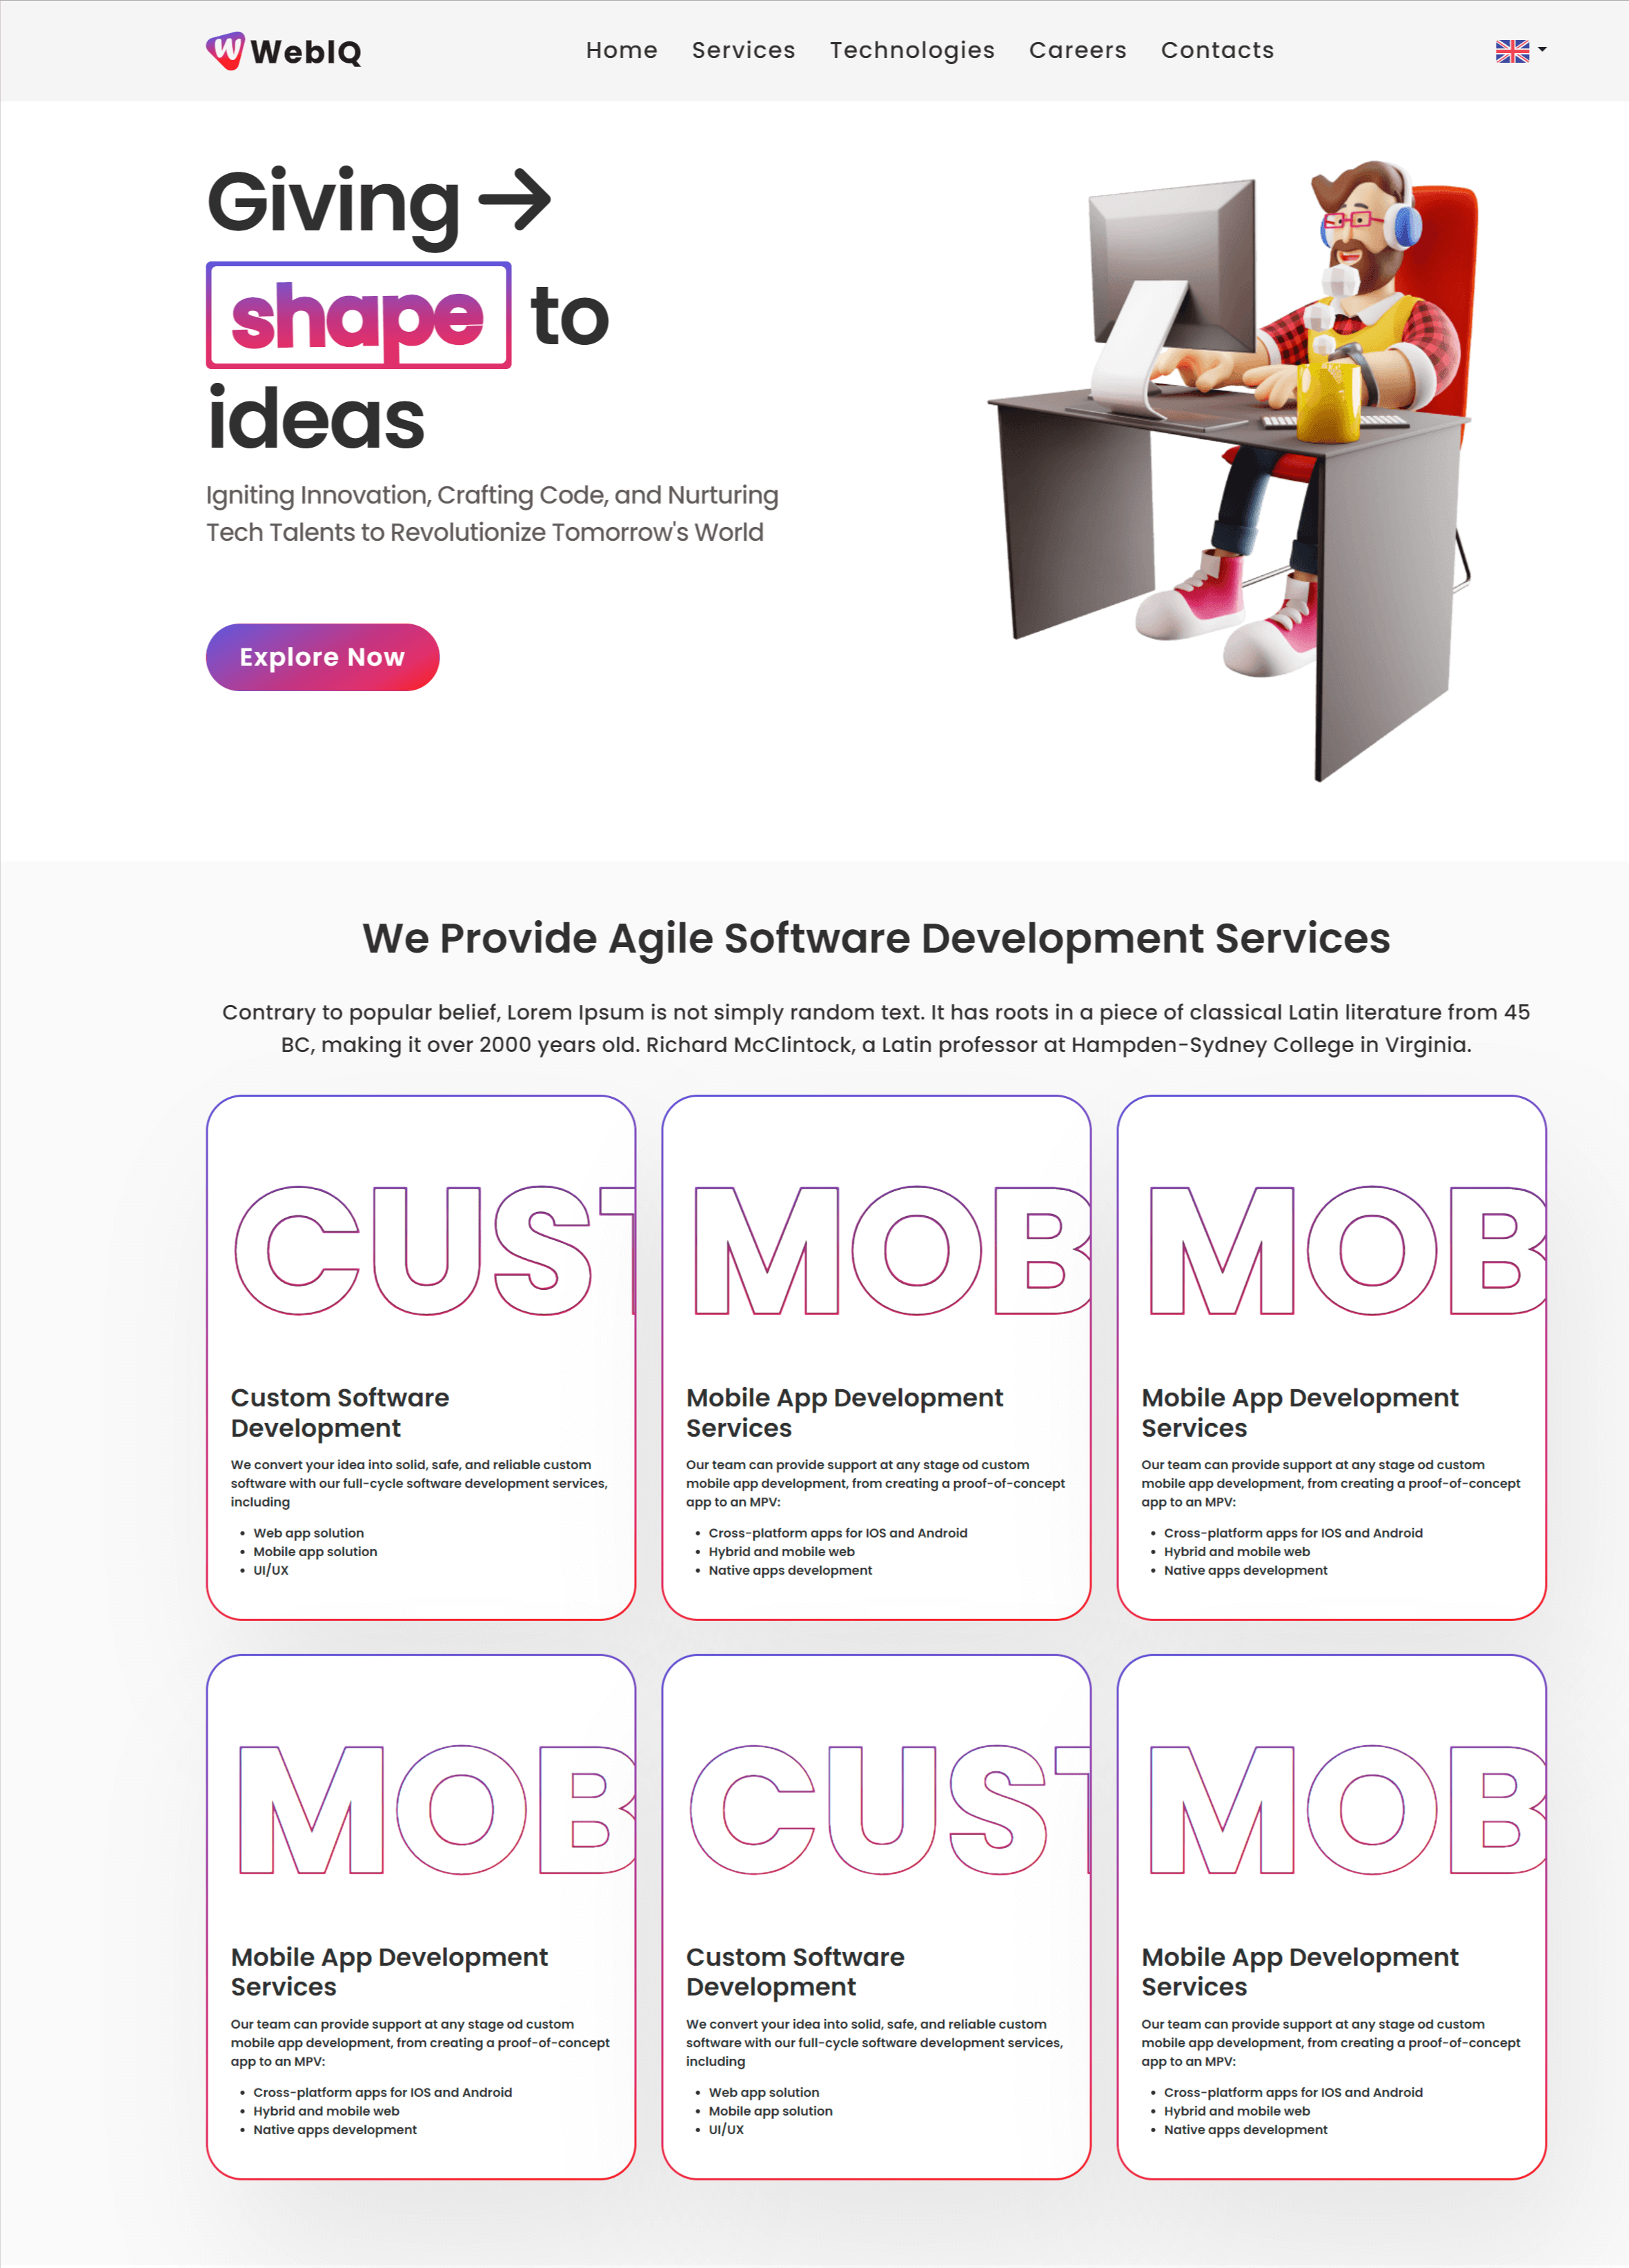 WebIQ
Home Services Technologies Careers Contacts
Giving →
shape to
ideas
Igniting Innovation, Crafting Code, and Nurturing
Tech Talents to Revolutionize Tomorrow's World
Explore Now
We Provide Agile Software Development Services
Contrary to popular belief, Lorem Ipsum is not simply random text. It has roots in a piece of classical Latin literature from 45
BC, making it over 2000 years old. Richard McClintock, a Latin professor at Hampden-Sydney College in Virginia.
CUST
Custom Software
Development
We convert your idea into solid, safe, and reliable custom
software with our full-cycle software development services,
including
• Web app solution
• Mobile app solution
• UI/UX
MOB
Mobile App Development
Services
Our team can provide support at any stage od custom
mobile app development, from creating a proof-of-concept
app to an MPV:
• Cross-platform apps for IOS and Android
• Hybrid and mobile web
• Native apps development
MOB
Mobile App Development
Services
Our team can provide support at any stage od custom
mobile app development, from creating a proof-of-concept
app to an MPV:
• Cross-platform apps for IOS and Android
• Hybrid and mobile web
• Native apps development
MOB
Mobile App Development
Services
Our team can provide support at any stage od custom
mobile app development, from creating a proof-of-concept
app to an MPV:
• Cross-platform apps for IOS and Android
• Hybrid and mobile web
• Native apps development
CUST
Custom Software
Development
We convert your idea into solid, safe, and reliable custom
software with our full-cycle software development services,
including
• Web app solution
• Mobile app solution
• UI/UX
MOB
Mobile App Development
Services
Our team can provide support at any stage od custom
mobile app development, from creating a proof-of-concept
app to an MPV:
• Cross-platform apps for IOS and Android
• Hybrid and mobile web
• Native apps development